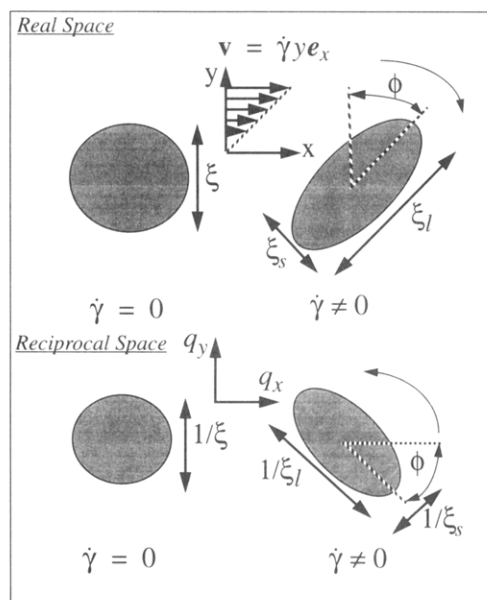 Real Space
v = γ̇ye_x
y
ϕ
x
ξ
ξ_s
ξ_l
γ̇ = 0
γ̇ ≠ 0
Reciprocal Space
q_y
q_x
1/ξ
1/ξ_l
ϕ
1/ξ_s
γ̇ = 0
γ̇ ≠ 0